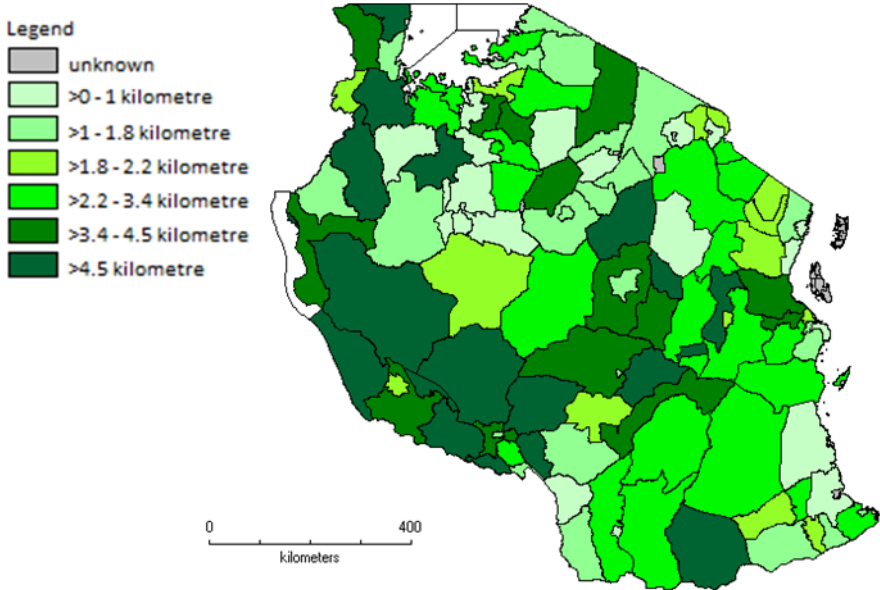 Legend
unknown
>0 - 1 kilometre
>1 - 1.8 kilometre
>1.8 - 2.2 kilometre
>2.2 - 3.4 kilometre
>3.4 - 4.5 kilometre
>4.5 kilometre
0 400
kilometers